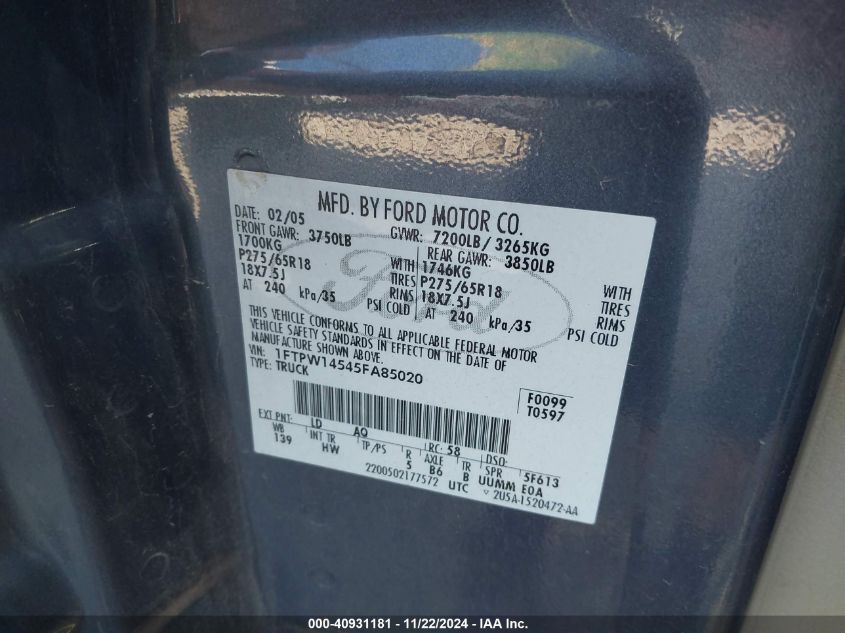 MFD. BY FORD MOTOR CO.
DATE: 02/05 GVWR: 7200LB/ 3265KG
FRONT GAWR: 3750LB REAR GAWR: 3850LB
1700KG WITH 1746KG WITH
P275/65R18 TIRES P275/65R18 TIRES
18X7.5J RIMS 18X7.5J RIMS
AT 240 kPa/35 PSI COLD AT 240 kPa/35 PSI COLD
THIS VEHICLE CONFORMS TO ALL APPLICABLE FEDERAL MOTOR
VEHICLE SAFETY STANDARDS IN EFFECT ON THE DATE OF
MANUFACTURE SHOWN ABOVE.
VIN: 1FTPW14545FA85020
TYPE: TRUCK
F0099
T0597
Ford
EXT PNT: LD AQ RC: 58 DSO:
WB INT TR TP/PS R AXLE TR SPR 5F613
139 HW 5 B6 B UUMM EOA
2200502177572 UTC ▽ 2U5A-1520472-AA
000-40931181 - 11/22/2024 - IAA Inc.